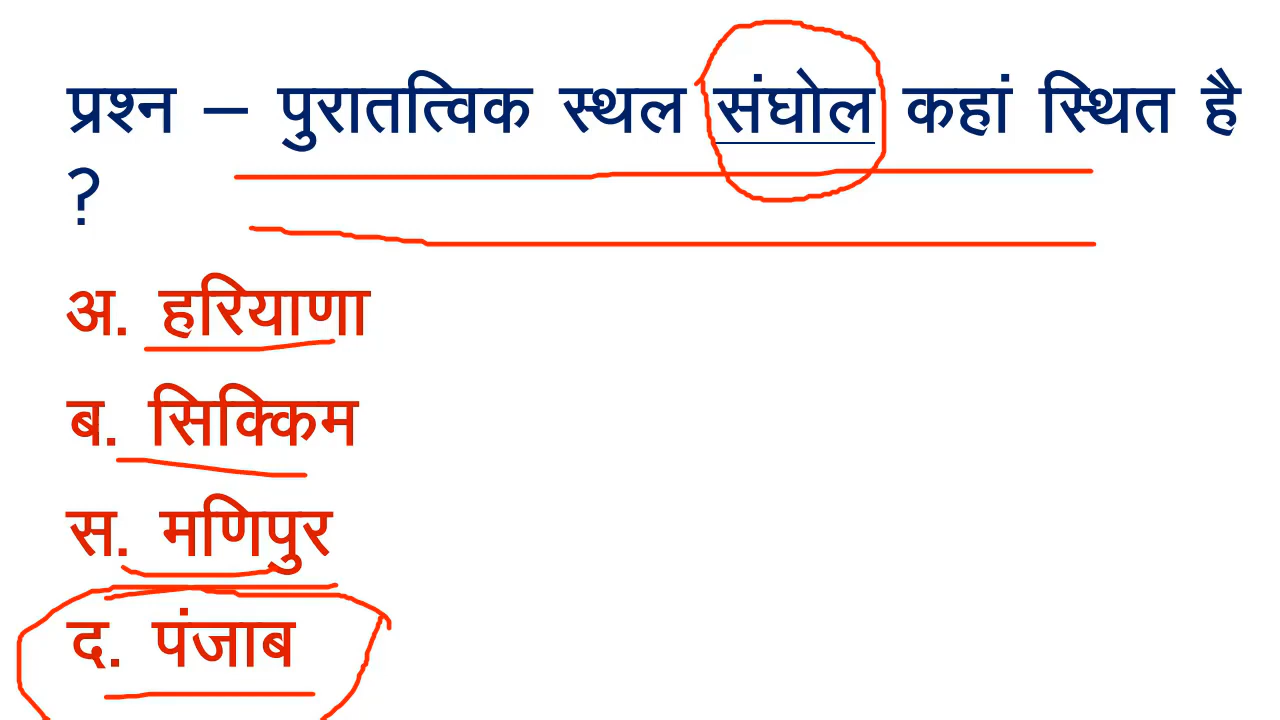 प्रश्न – पुरातत्विक स्थल संघोल कहां स्थित है
?
अ. हरियाणा
ब. सिक्किम
स. मणिपुर
द. पंजाब